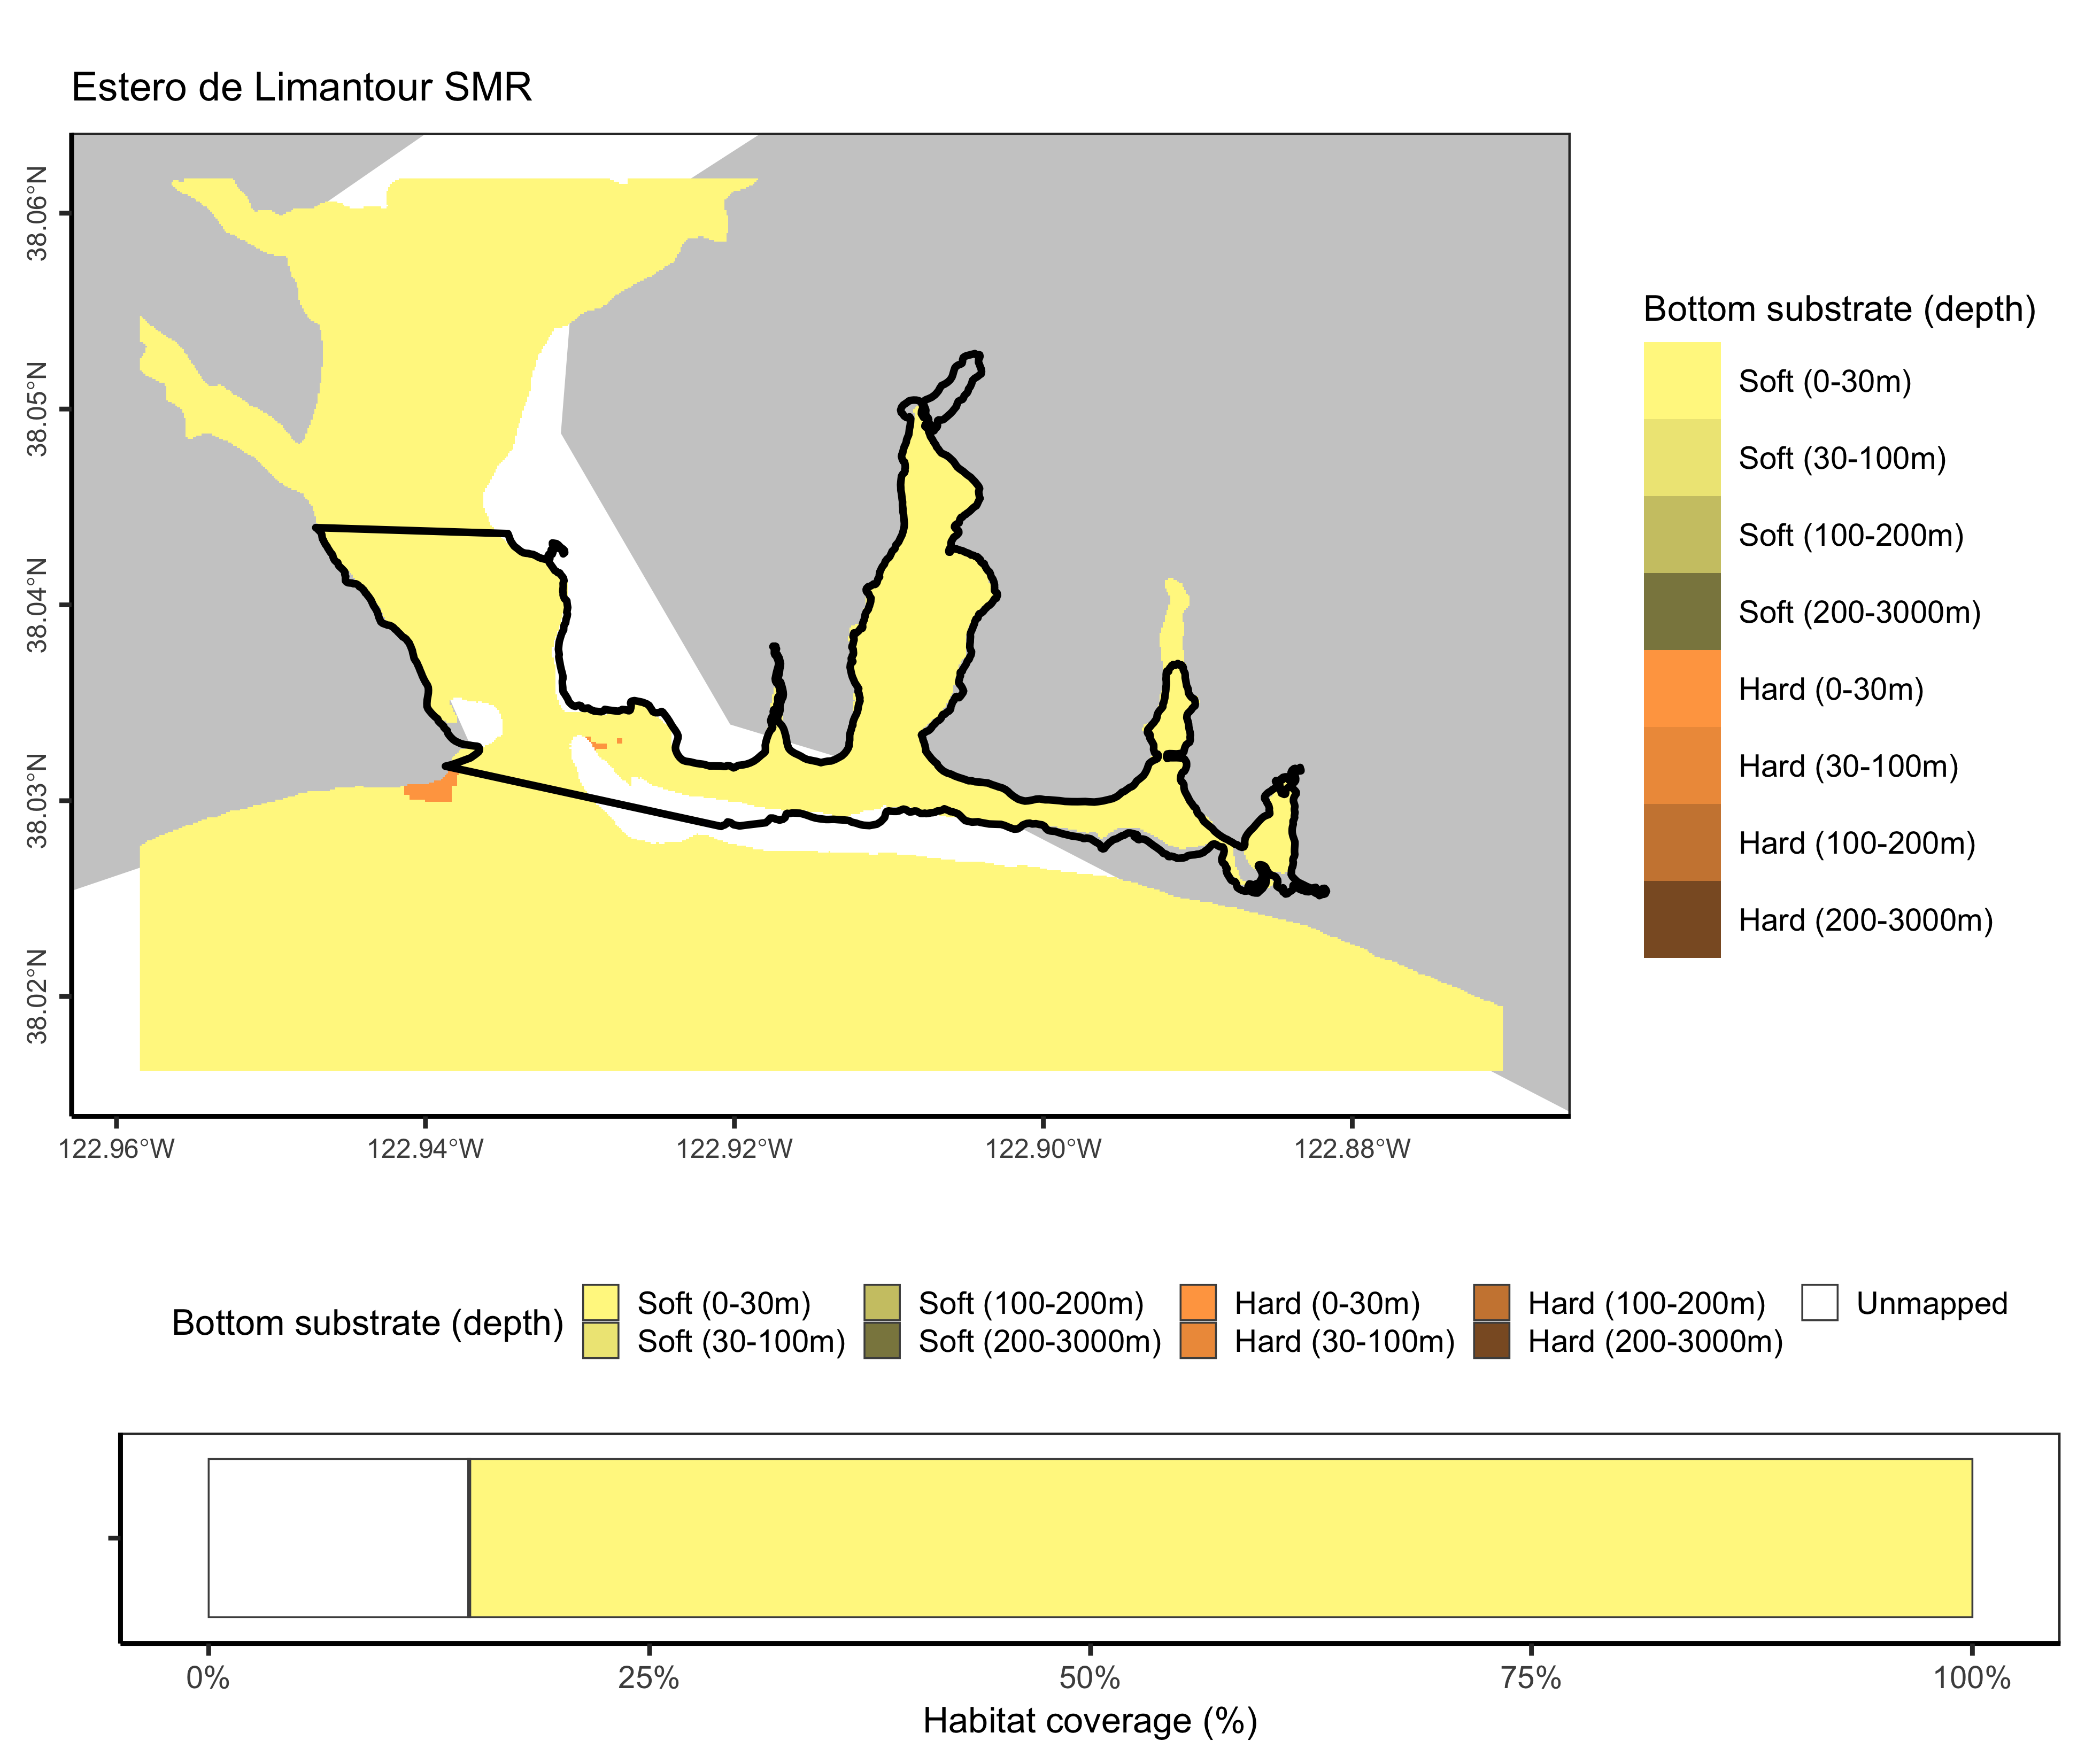 Estero de Limantour SMR
38.06°N
38.05°N
38.04°N
38.03°N
38.02°N
122.96°W
122.94°W
122.92°W
122.90°W
122.88°W
Bottom substrate (depth)
Soft (0-30m)
Soft (30-100m)
Soft (100-200m)
Soft (200-3000m)
Hard (0-30m)
Hard (30-100m)
Hard (100-200m)
Hard (200-3000m)
Bottom substrate (depth)
Soft (0-30m) Soft (100-200m) Hard (0-30m) Hard (100-200m) Unmapped
Soft (30-100m) Soft (200-3000m) Hard (30-100m) Hard (200-3000m)
0% 25% 50% 75% 100%
Habitat coverage (%)